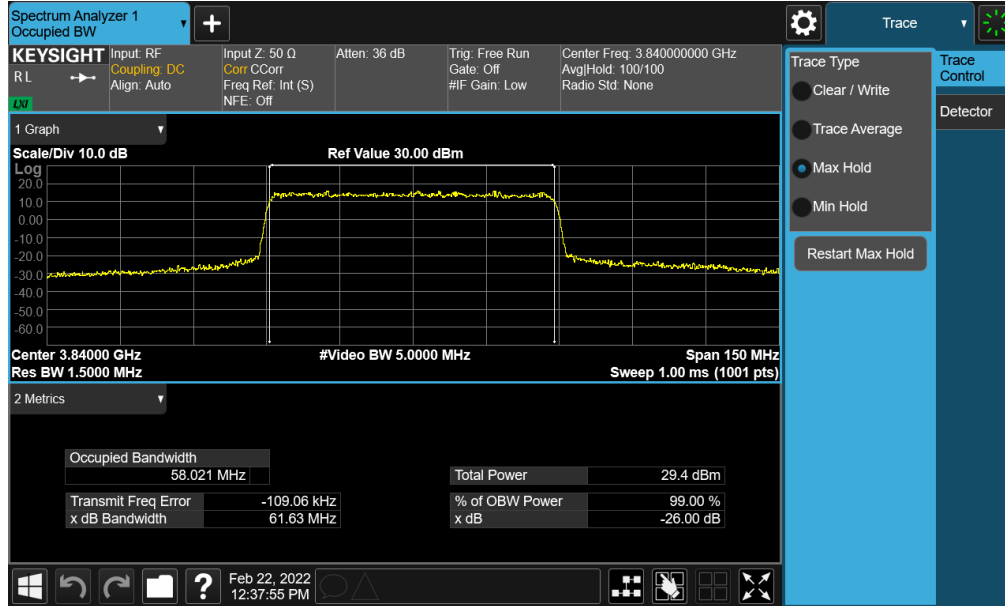 Spectrum Analyzer 1
Occupied BW
Trace
KEYSIGHT
R L
LXI
Input: RF
Coupling: DC
Align: Auto
Input Z: 50 Ω
Corr CCorr
Freq Ref: Int (S)
NFE: Off
Atten: 36 dB
Trig: Free Run
Gate: Off
#IF Gain: Low
Center Freq: 3.840000000 GHz
Avg|Hold: 100/100
Radio Std: None
Trace Type
Clear / Write
Trace Average
Max Hold
Min Hold
Restart Max Hold
Trace
Control
Detector
1 Graph
Scale/Div 10.0 dB
Ref Value 30.00 dBm
Log
20.0
10.0
0.00
-10.0
-20.0
-30.0
-40.0
-50.0
-60.0
Center 3.84000 GHz
#Video BW 5.0000 MHz
Span 150 MHz
Res BW 1.5000 MHz
Sweep 1.00 ms (1001 pts)
2 Metrics
Occupied Bandwidth
58.021 MHz
Total Power 29.4 dBm
Transmit Freq Error -109.06 kHz
% of OBW Power 99.00 %
x dB Bandwidth 61.63 MHz
x dB -26.00 dB
?
Feb 22, 2022
12:37:55 PM